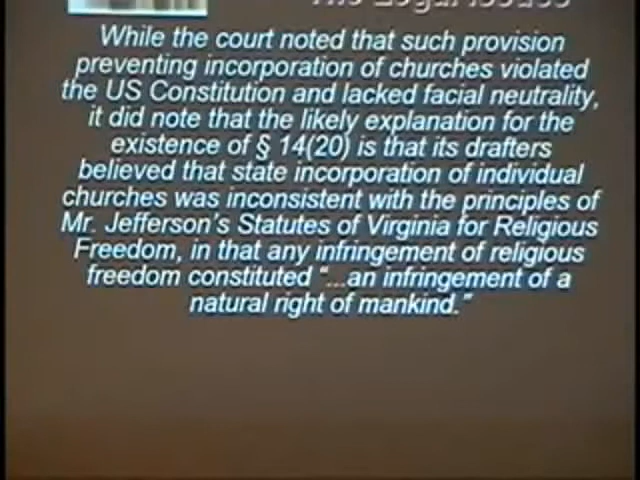 The Legal Issues
While the court noted that such provision
preventing incorporation of churches violated
the US Constitution and lacked facial neutrality,
it did note that the likely explanation for the
existence of § 14(20) is that its drafters
believed that state incorporation of individual
churches was inconsistent with the principles of
Mr. Jefferson's Statutes of Virginia for Religious
Freedom, in that any infringement of religious
freedom constituted "...an infringement of a
natural right of mankind."